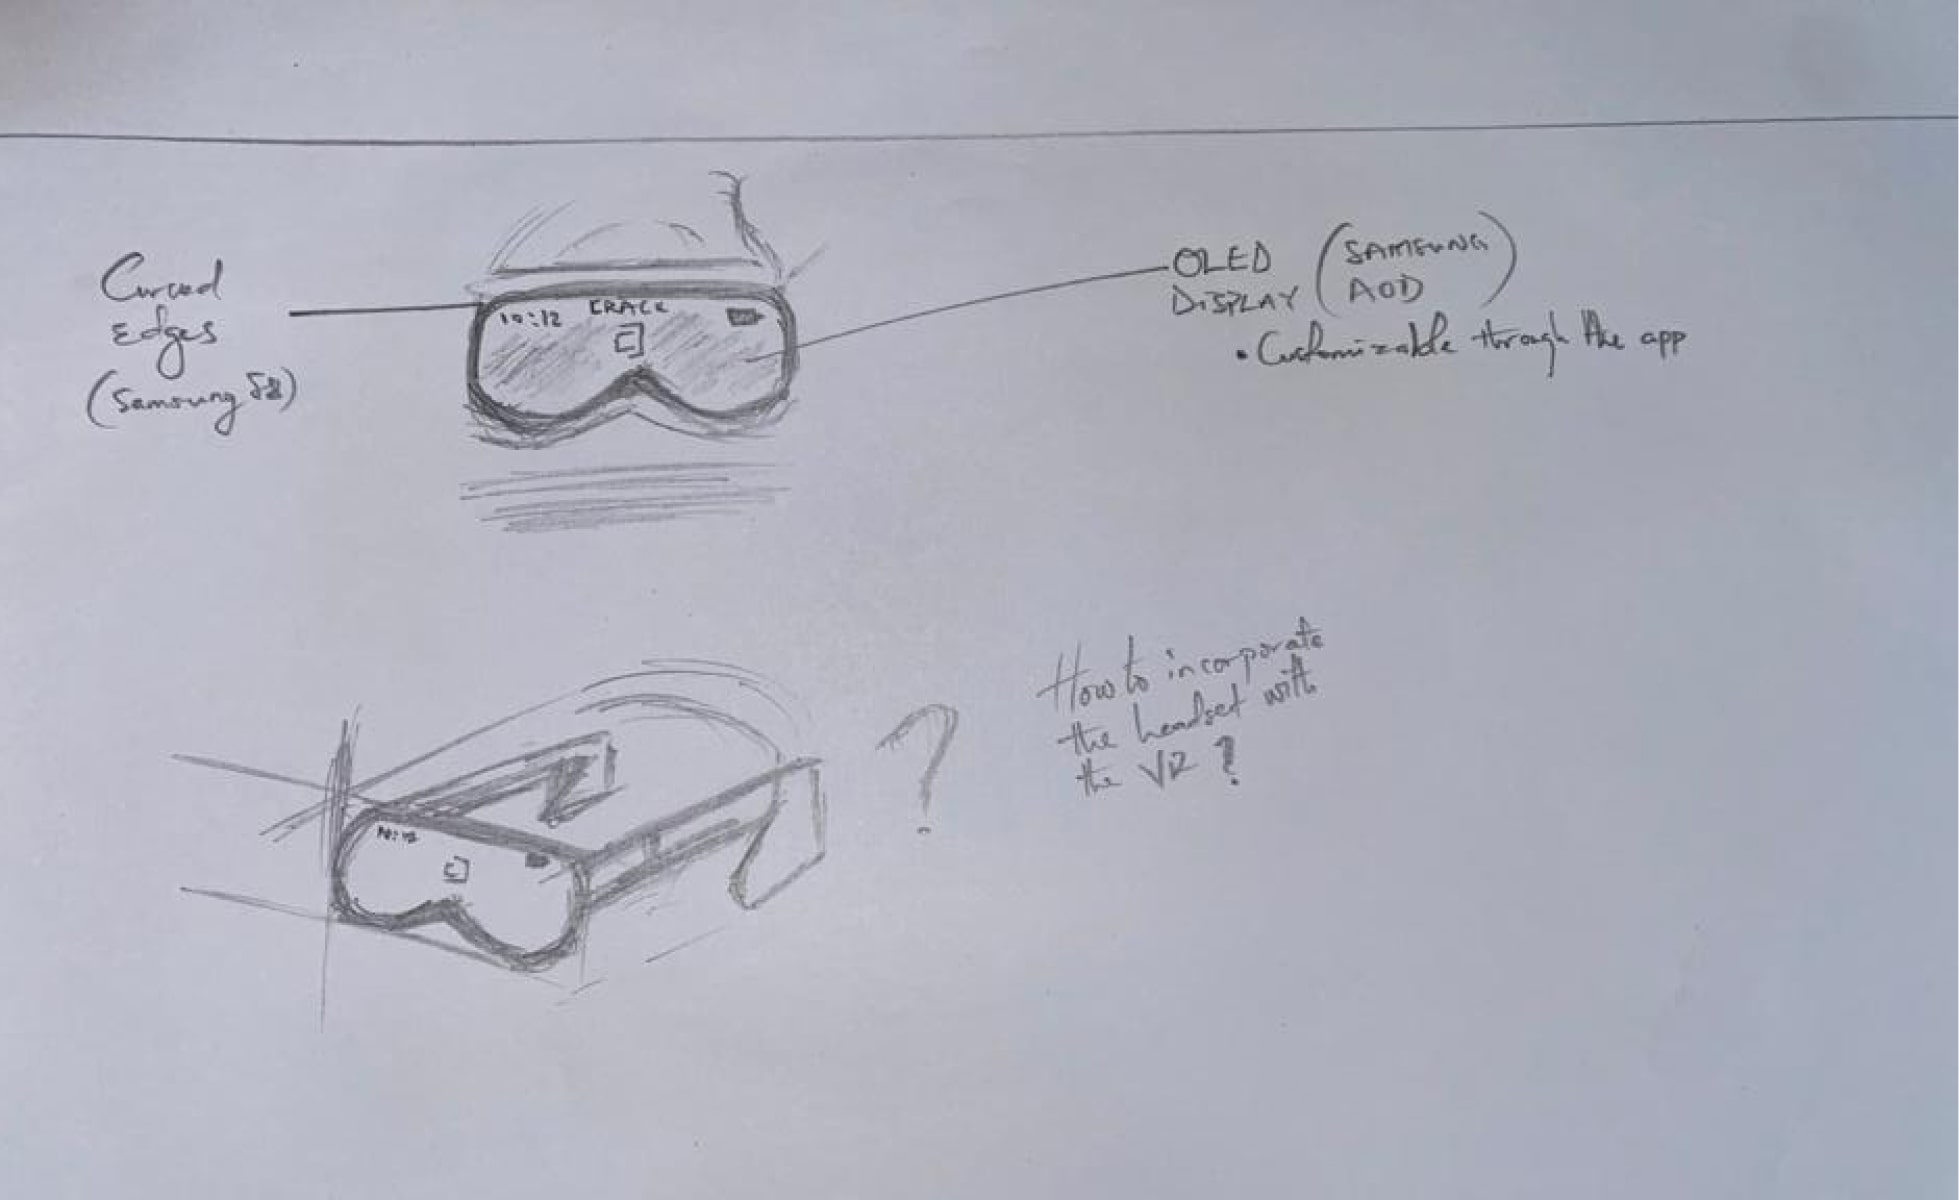 Curved
Edges
(Samsung S8)
10:12
CRACK
OLED
DISPLAY
(SAMSUNG
AOD)
• Customizable through the app
10:12
?
How to incorporate
the headset with
the VR ?